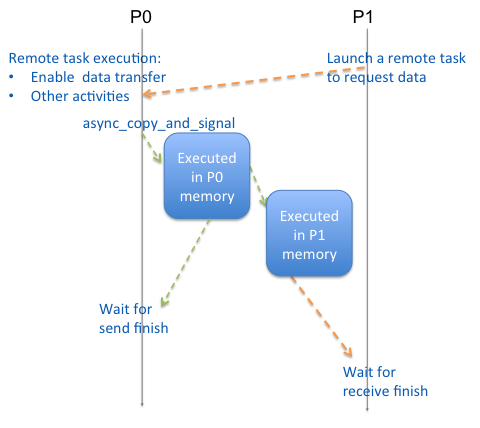 P0
P1
Remote task execution:
• Enable data transfer
• Other activities
Launch a remote task
to request data
async_copy_and_signal
Executed
in P0
memory
Executed
in P1
memory
Wait for
send finish
Wait for
receive finish